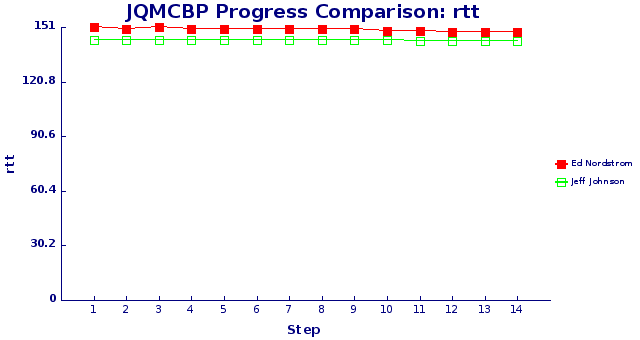 JQMCBP Progress Comparison: rtt
151
120.8
90.6
60.4
30.2
0
rtt
1 2 3 4 5 6 7 8 9 10 11 12 13 14
Step
Ed Nordstrom
Jeff Johnson